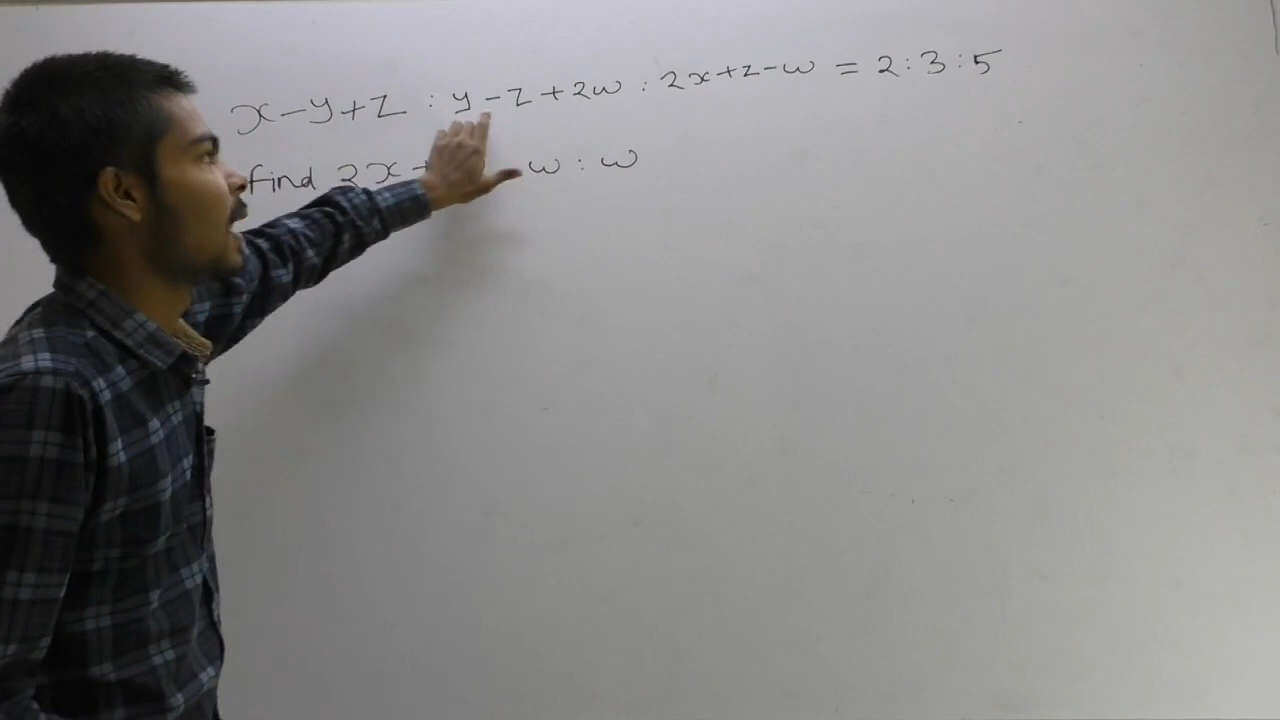 x-y+z : y-z+2w : 2x+z-w = 2:3:5
find 3x+ w : w